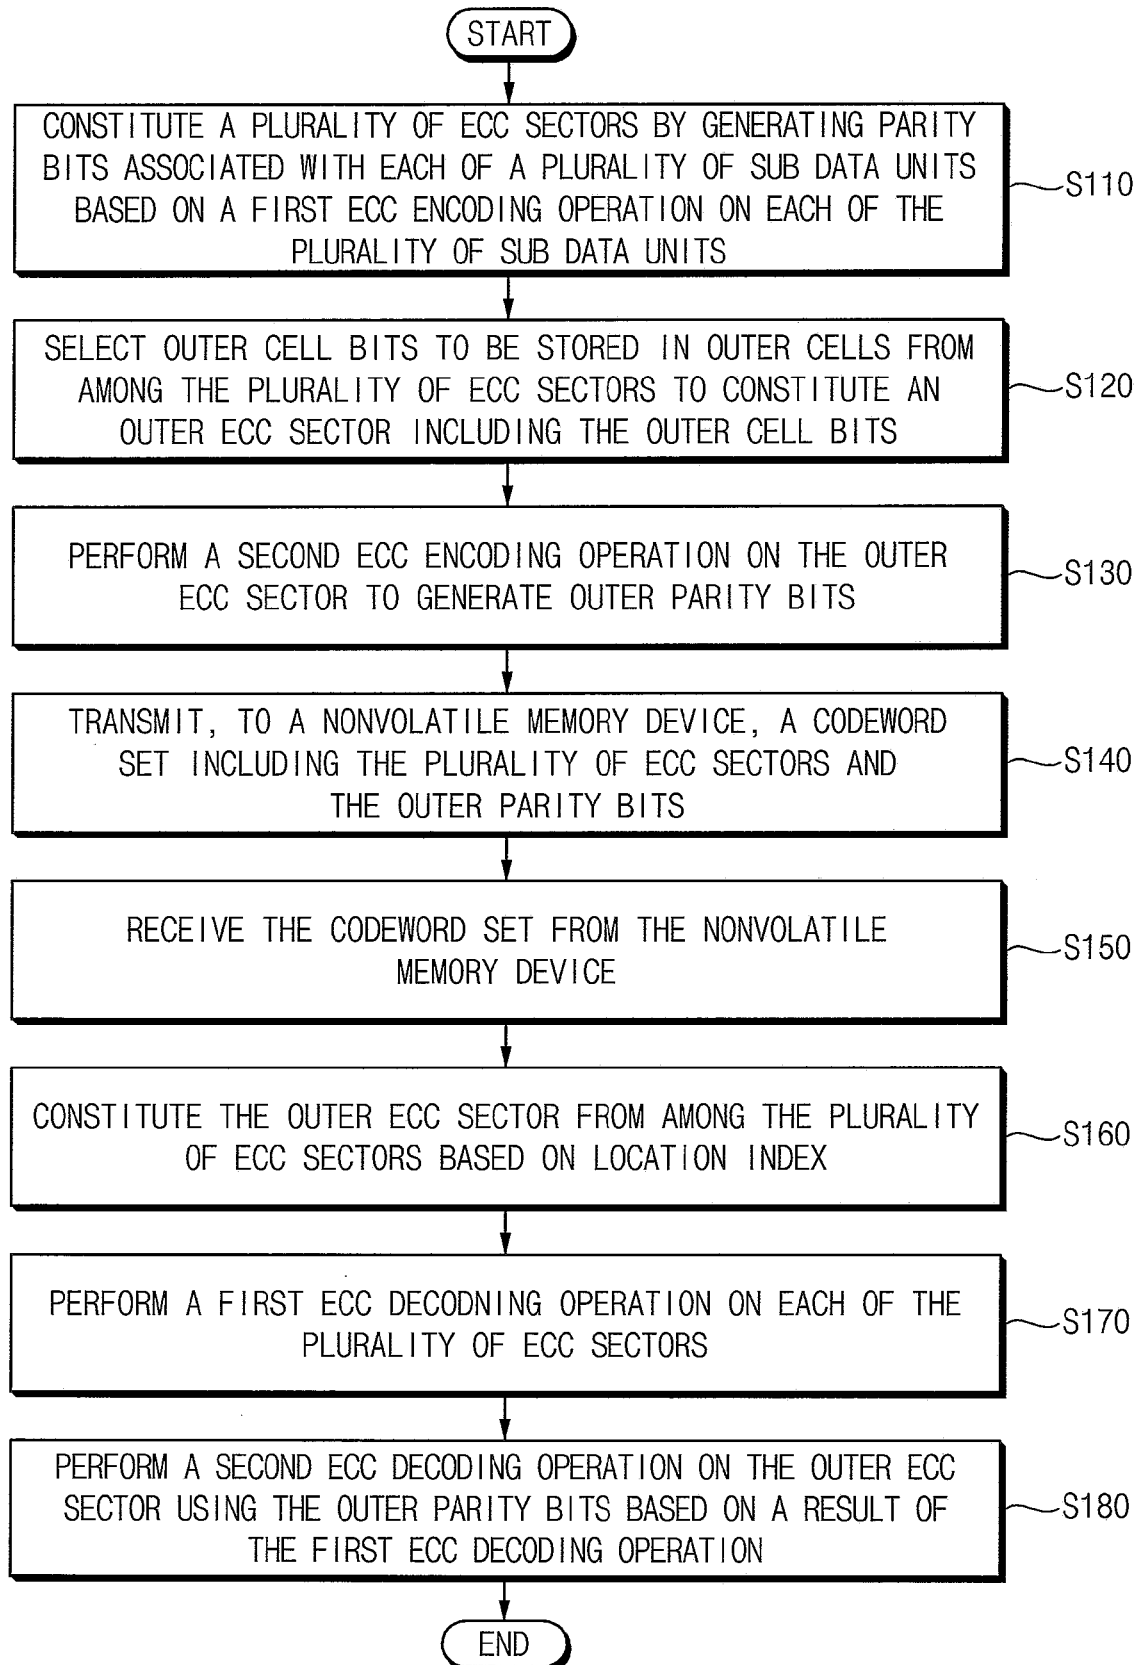 START
CONSTITUTE A PLURALITY OF ECC SECTORS BY GENERATING PARITY
BITS ASSOCIATED WITH EACH OF A PLURALITY OF SUB DATA UNITS
BASED ON A FIRST ECC ENCODING OPERATION ON EACH OF THE
PLURALITY OF SUB DATA UNITS
S110
SELECT OUTER CELL BITS TO BE STORED IN OUTER CELLS FROM
AMONG THE PLURALITY OF ECC SECTORS TO CONSTITUTE AN
OUTER ECC SECTOR INCLUDING THE OUTER CELL BITS
S120
PERFORM A SECOND ECC ENCODING OPERATION ON THE OUTER
ECC SECTOR TO GENERATE OUTER PARITY BITS
S130
TRANSMIT, TO A NONVOLATILE MEMORY DEVICE, A CODEWORD
SET INCLUDING THE PLURALITY OF ECC SECTORS AND
THE OUTER PARITY BITS
S140
RECEIVE THE CODEWORD SET FROM THE NONVOLATILE
MEMORY DEVICE
S150
CONSTITUTE THE OUTER ECC SECTOR FROM AMONG THE PLURALITY
OF ECC SECTORS BASED ON LOCATION INDEX
S160
PERFORM A FIRST ECC DECODNING OPERATION ON EACH OF THE
PLURALITY OF ECC SECTORS
S170
PERFORM A SECOND ECC DECODING OPERATION ON THE OUTER ECC
SECTOR USING THE OUTER PARITY BITS BASED ON A RESULT OF
THE FIRST ECC DECODING OPERATION
S180
END